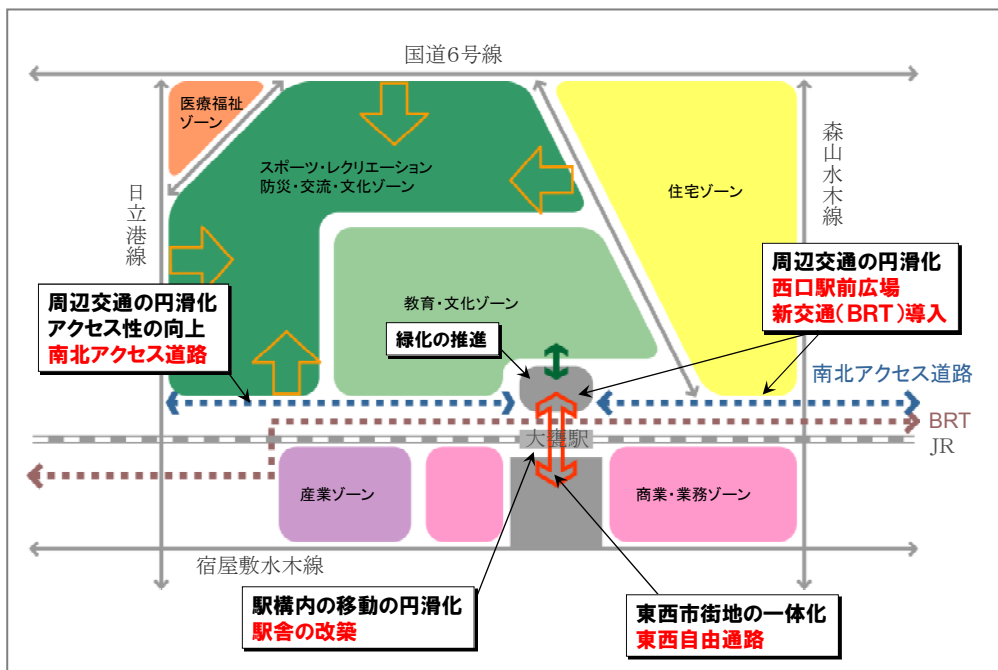 国道6号線
医療福祉
ゾーン
スポーツ・レクリエーション
防災・交流・文化ゾーン
住宅ゾーン
森山水木線
日立港線
周辺交通の円滑化
アクセス性の向上
南北アクセス道路
教育・文化ゾーン
緑化の推進
周辺交通の円滑化
西口駅前広場
新交通(BRT)導入
南北アクセス道路
BRT
JR
大甕駅
産業ゾーン
商業・業務ゾーン
宿屋敷水木線
駅構内の移動の円滑化
駅舎の改築
東西市街地の一体化
東西自由通路